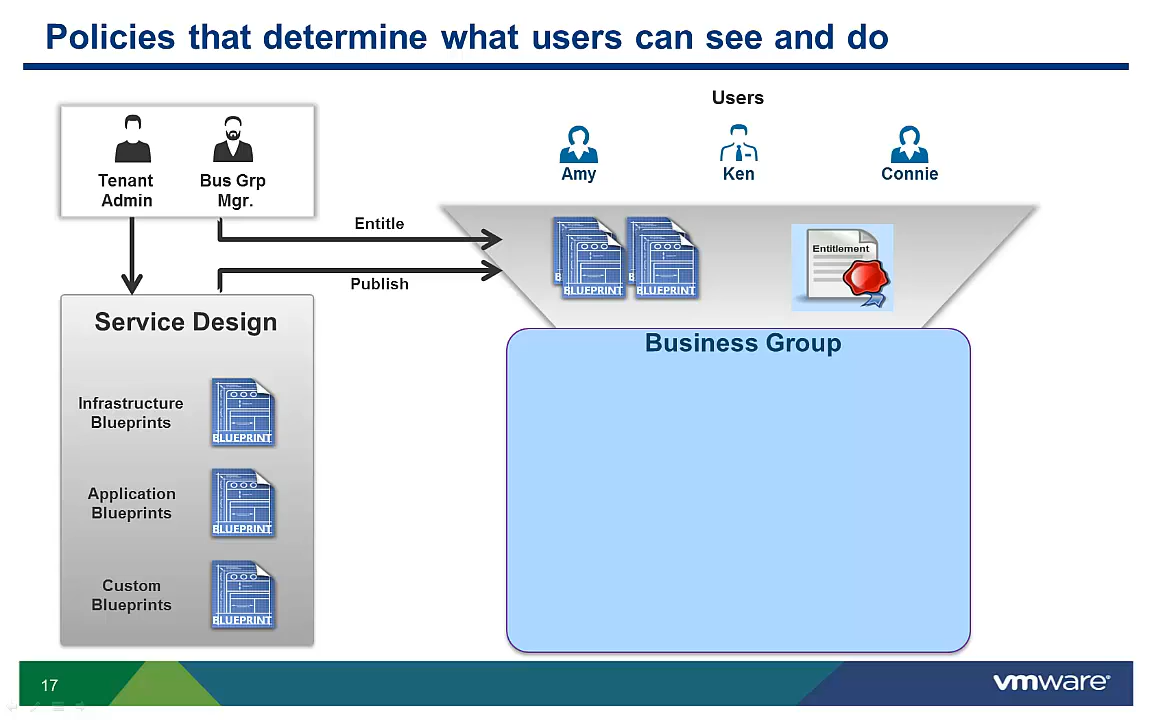 Policies that determine what users can see and do
Users
Tenant
Admin
Bus Grp
Mgr.
Amy
Ken
Connie
Entitle
Publish
BLUEPRINT
BLUEPRINT
Entitlement
Service Design
Business Group
Infrastructure
Blueprints
BLUEPRINT
Application
Blueprints
BLUEPRINT
Custom
Blueprints
BLUEPRINT
17
vmware®